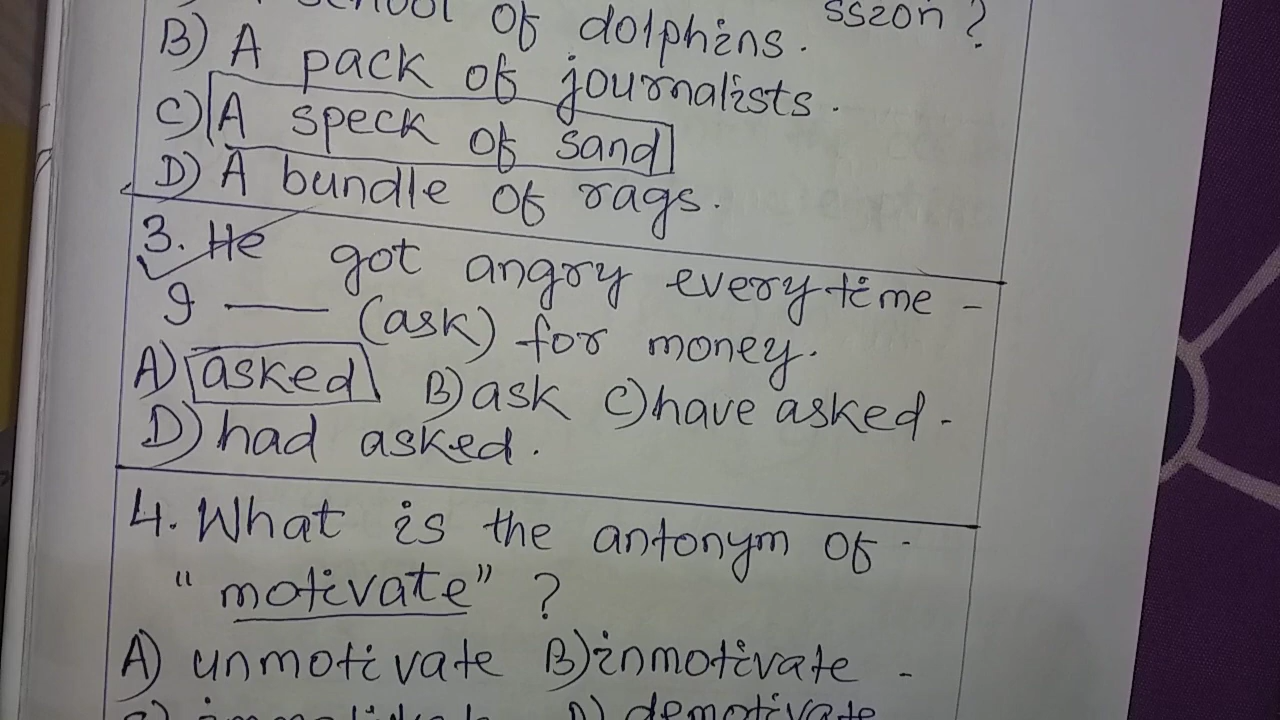 school of dolphins.
B) A pack of journalists.
C) A speck of sand
D) A bundle of rags.
3. He got angry every time -
I ___ (ask) for money.
A) asked B) ask C) have asked -
D) had asked.
4. What is the antonym of -
"motivate" ?
A) unmotivate B) inmotivate -
D) demotivate